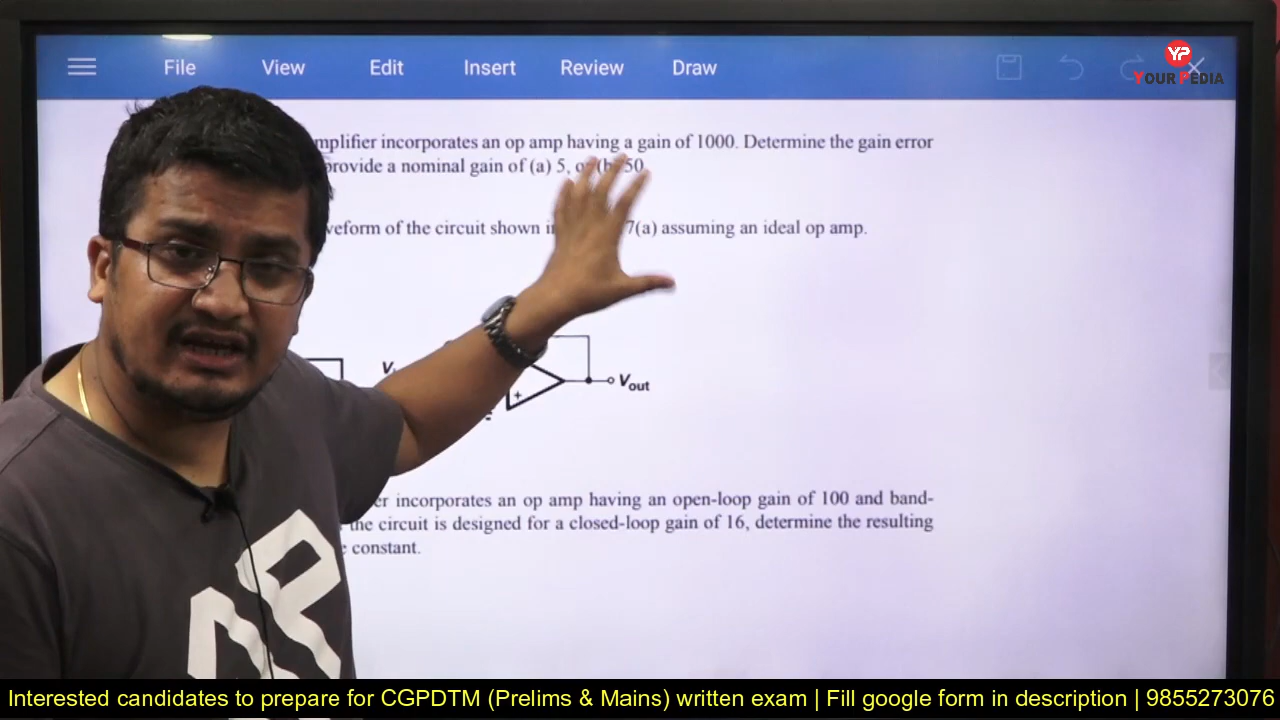 File View Edit Insert Review Draw
YP
YOUR PEDIA
mplifier incorporates an op amp having a gain of 1000. Determine the gain error
provide a nominal gain of (a) 5, or (b) 50
veform of the circuit shown in 7(a) assuming an ideal op amp.
Vout
+
er incorporates an op amp having an open-loop gain of 100 and band-
the circuit is designed for a closed-loop gain of 16, determine the resulting
constant.
Interested candidates to prepare for CGPDTM (Prelims & Mains) written exam | Fill google form in description | 9855273076